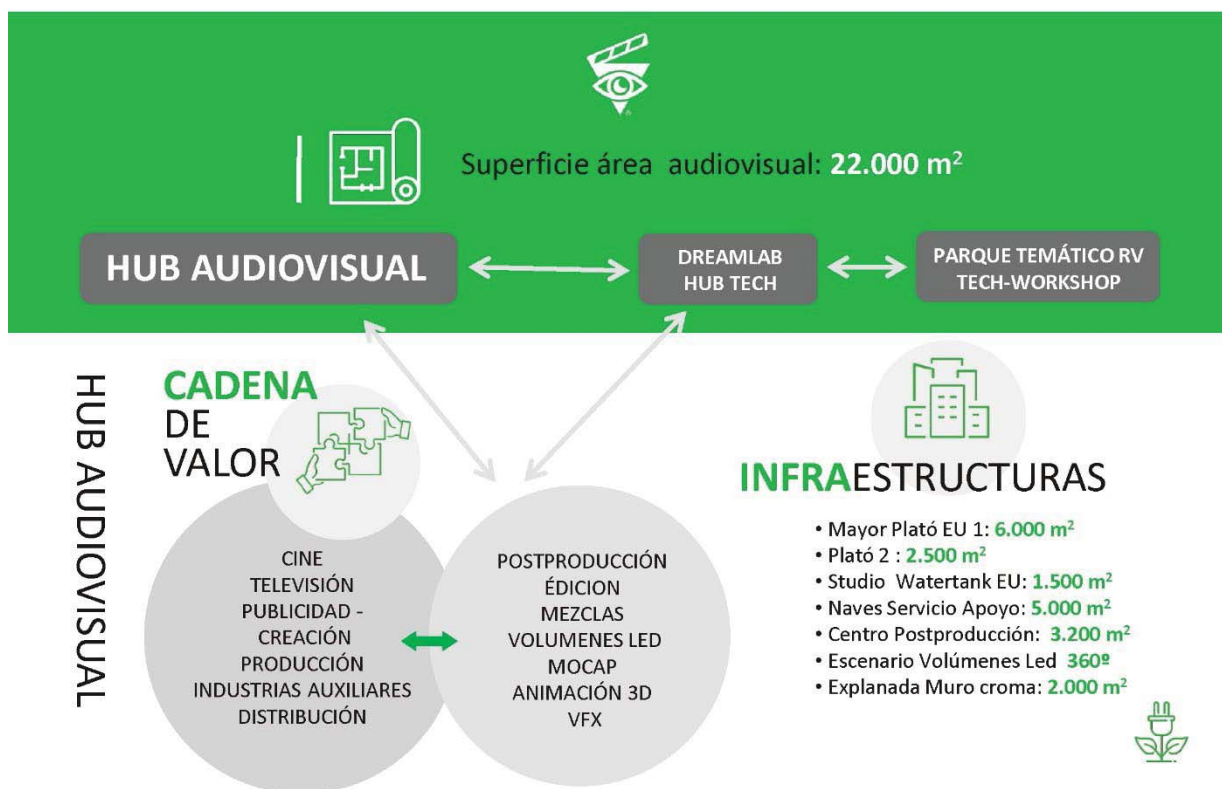 Superficie área audiovisual: 22.000 m²
HUB AUDIOVISUAL
DREAMLAB
HUB TECH
PARQUE TEMÁTICO RV
TECH-WORKSHOP
HUB AUDIOVISUAL
CADENA
DE
VALOR
CINE
TELEVISIÓN
PUBLICIDAD -
CREACIÓN
PRODUCCIÓN
INDUSTRIAS AUXILIARES
DISTRIBUCIÓN
POSTPRODUCCIÓN
ÉDICION
MEZCLAS
VOLUMENES LED
MOCAP
ANIMACIÓN 3D
VFX
INFRAESTRUCTURAS
• Mayor Plató EU 1: 6.000 m²
• Plató 2 : 2.500 m²
• Studio Watertank EU: 1.500 m²
• Naves Servicio Apoyo: 5.000 m²
• Centro Postproducción: 3.200 m²
• Escenario Volúmenes Led 360º
• Explanada Muro croma: 2.000 m²